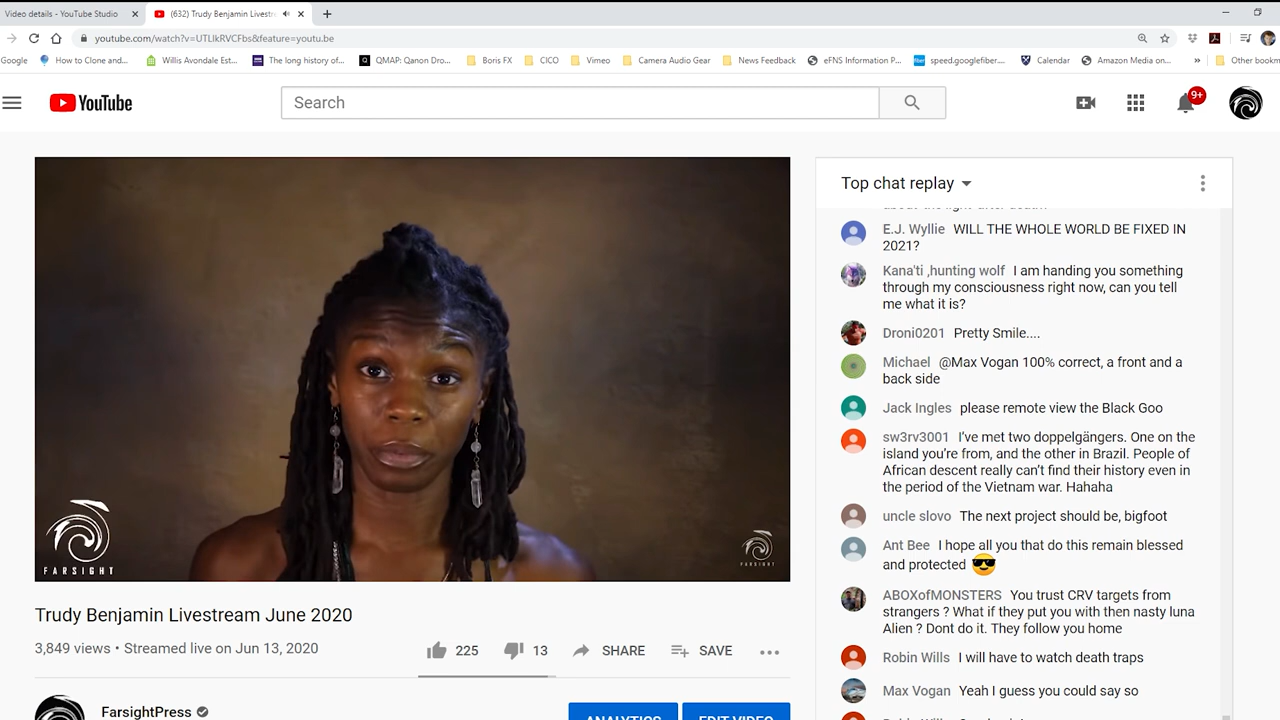 Video details - YouTube Studio
(632) Trudy Benjamin Livestre
youtube.com/watch?v=UTLIkRVCFbs&feature=youtu.be
Google How to Clone and... Willis Avondale Est... The long history of... QMAP: Qanon Dro... Boris FX CICO Vimeo Camera Audio Gear News Feedback eFNS Information P... speed.googlefiber... Calendar Amazon Media on... » Other bookm
YouTube
Search
9+
FARSIGHT
FARSIGHT
Trudy Benjamin Livestream June 2020
3,849 views • Streamed live on Jun 13, 2020
225 13 SHARE SAVE
FarsightPress
ANALYTICS EDIT VIDEO
Top chat replay
E.J. Wyllie WILL THE WHOLE WORLD BE FIXED IN
2021?
Kana'ti ,hunting wolf I am handing you something
through my consciousness right now, can you tell
me what it is?
Droni0201 Pretty Smile....
Michael @Max Vogan 100% correct, a front and a
back side
Jack Ingles please remote view the Black Goo
sw3rv3001 I've met two doppelgängers. One on the
island you're from, and the other in Brazil. People of
African descent really can't find their history even in
the period of the Vietnam war. Hahaha
uncle slovo The next project should be, bigfoot
Ant Bee I hope all you that do this remain blessed
and protected 😎
ABOXofMONSTERS You trust CRV targets from
strangers ? What if they put you with then nasty luna
Alien ? Dont do it. They follow you home
Robin Wills I will have to watch death traps
Max Vogan Yeah I guess you could say so